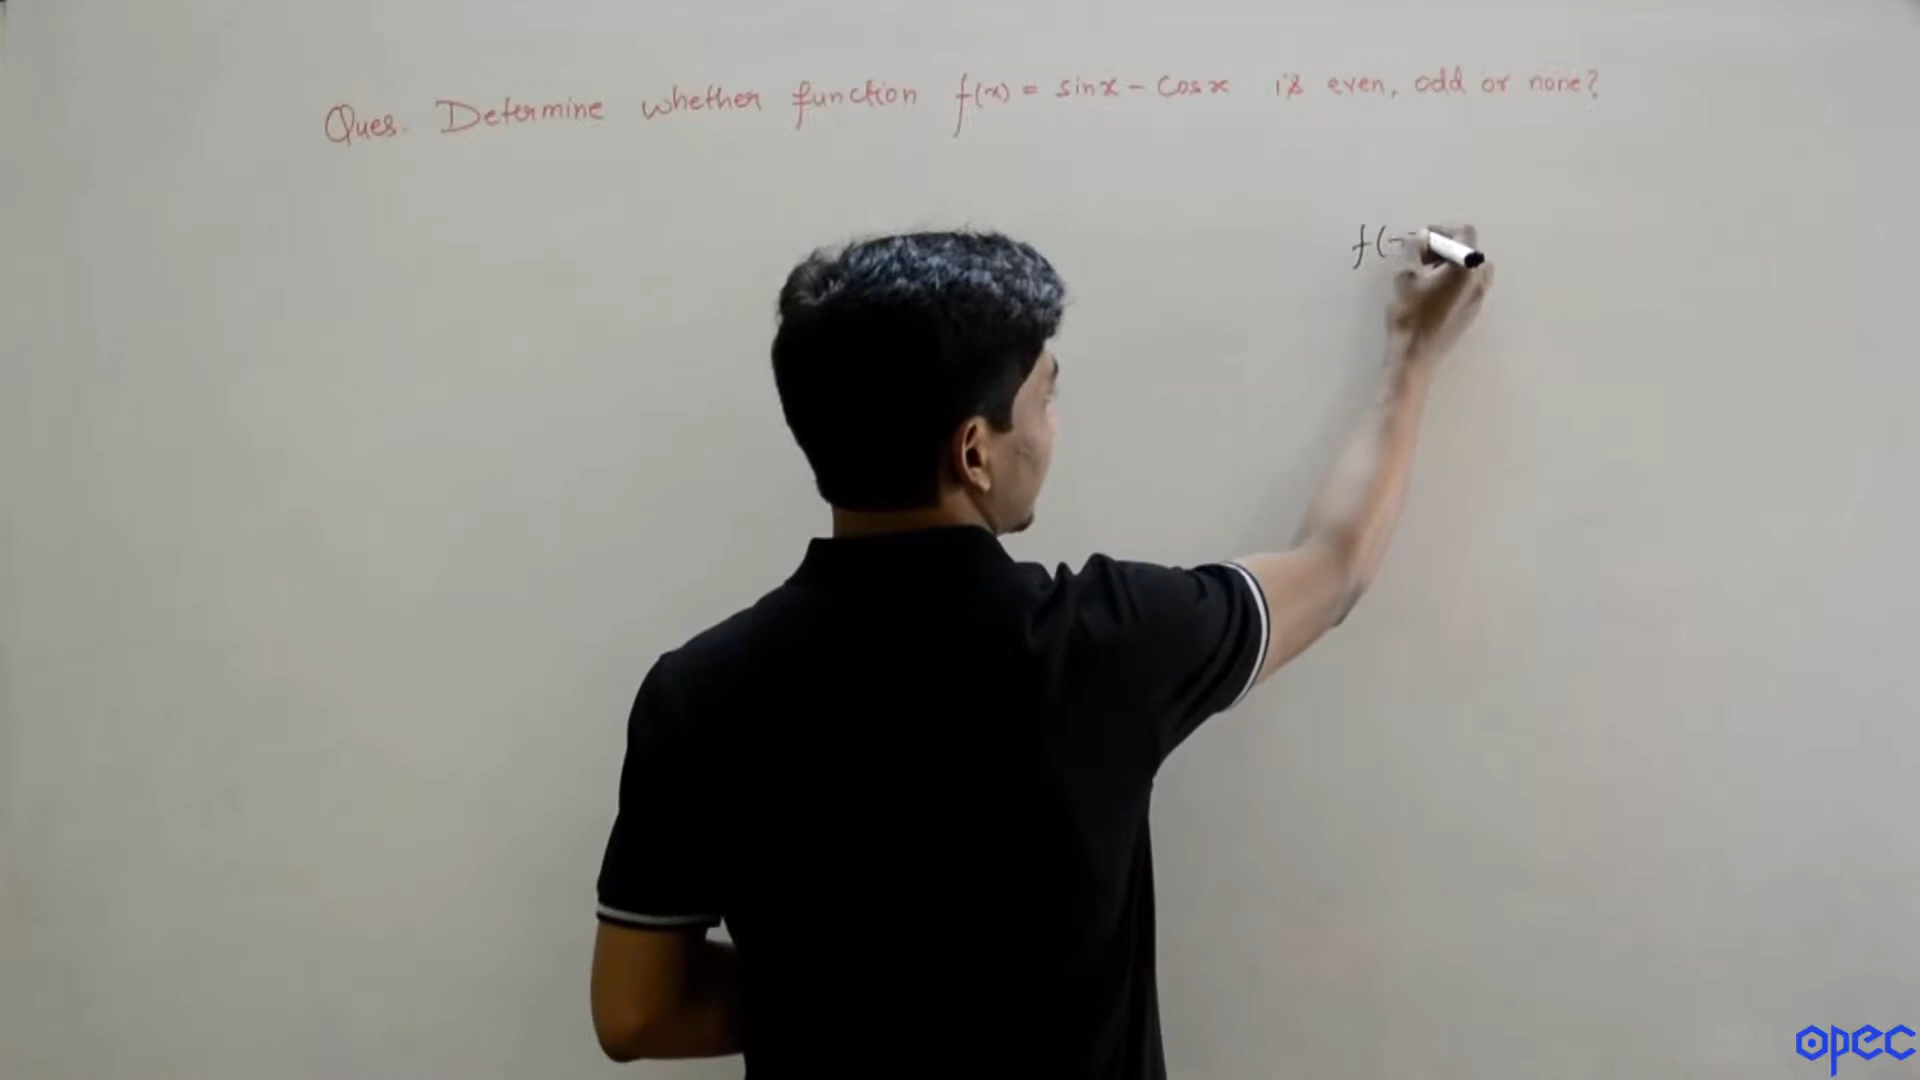 Ques. Determine whether function f(x) = sinx - cosx is even, odd or none?
f(-
opec